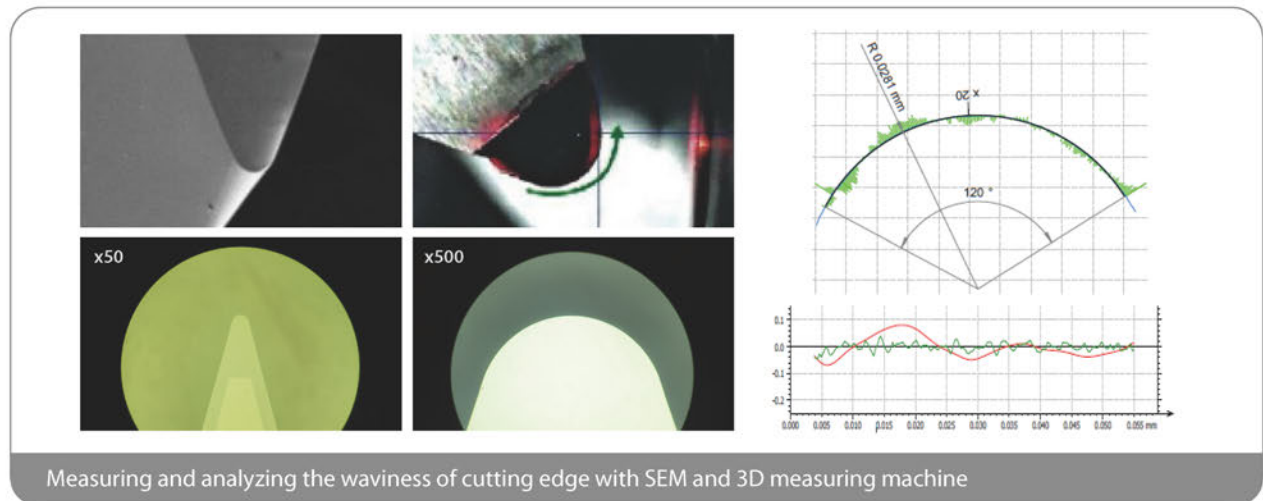 x50
x500
R 0.0281 mm
x 20
120 °
0.1
0.0
-0.1
-0.2
0.000 0.005 0.010 0.015 0.020 0.025 0.030 0.035 0.040 0.045 0.050 0.055 mm
Measuring and analyzing the waviness of cutting edge with SEM and 3D measuring machine